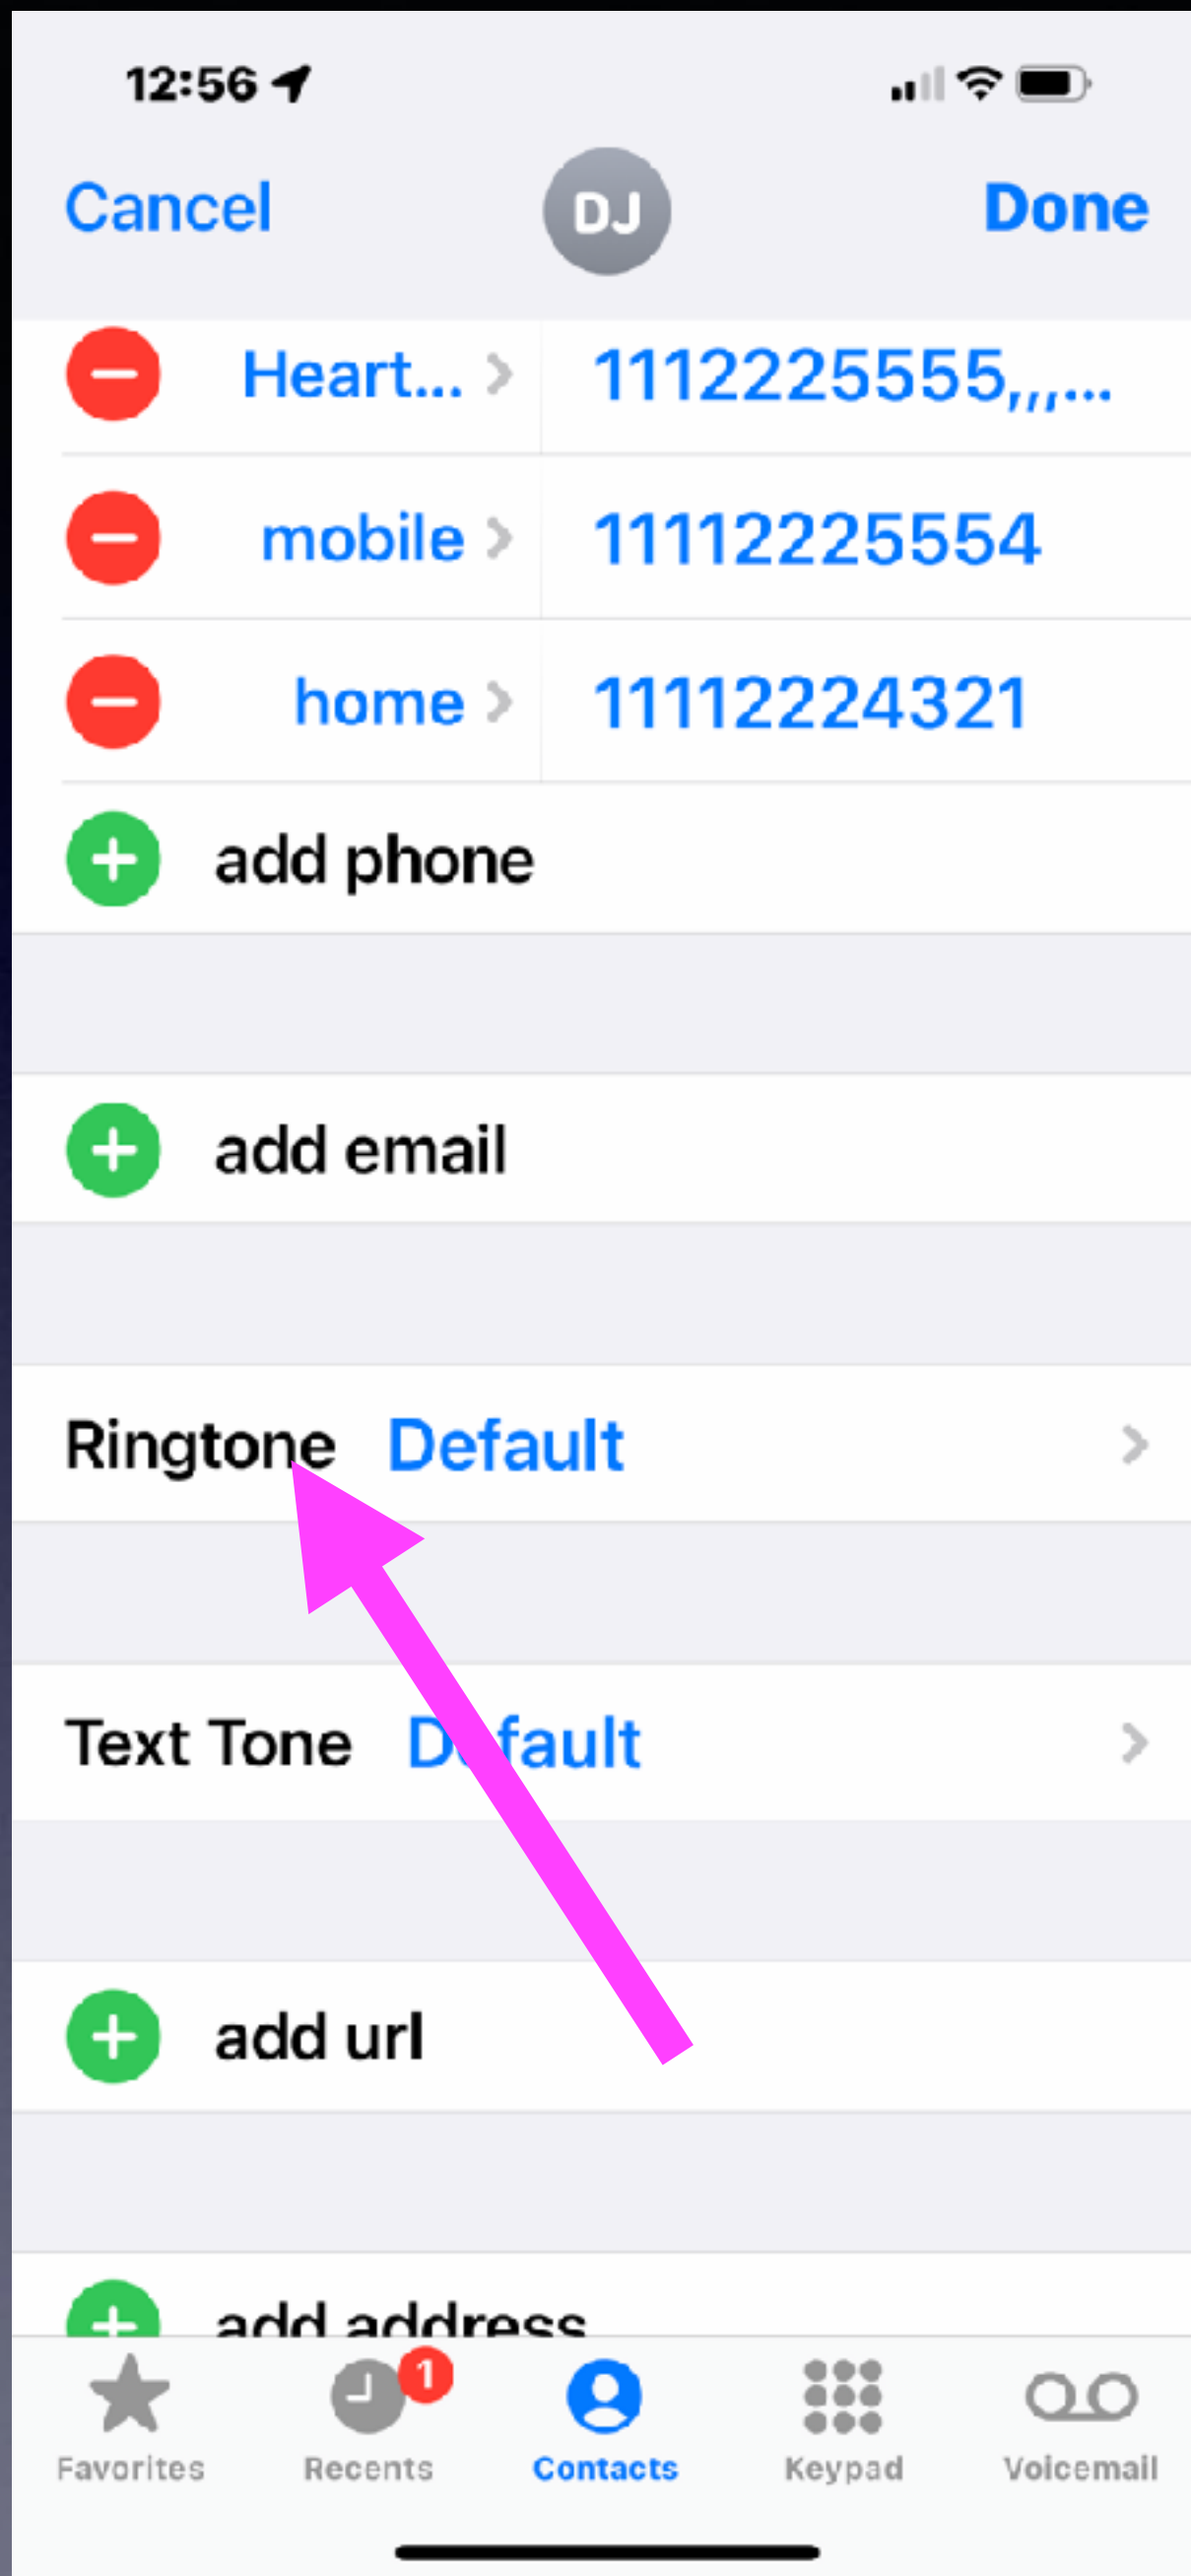 12:56
Cancel DJ Done
Heart... 1112225555,,,...
mobile 11112225554
home 11112224321
add phone
add email
Ringtone Default
Text Tone Default
add url
add address
1
Favorites Recents Contacts Keypad Voicemail